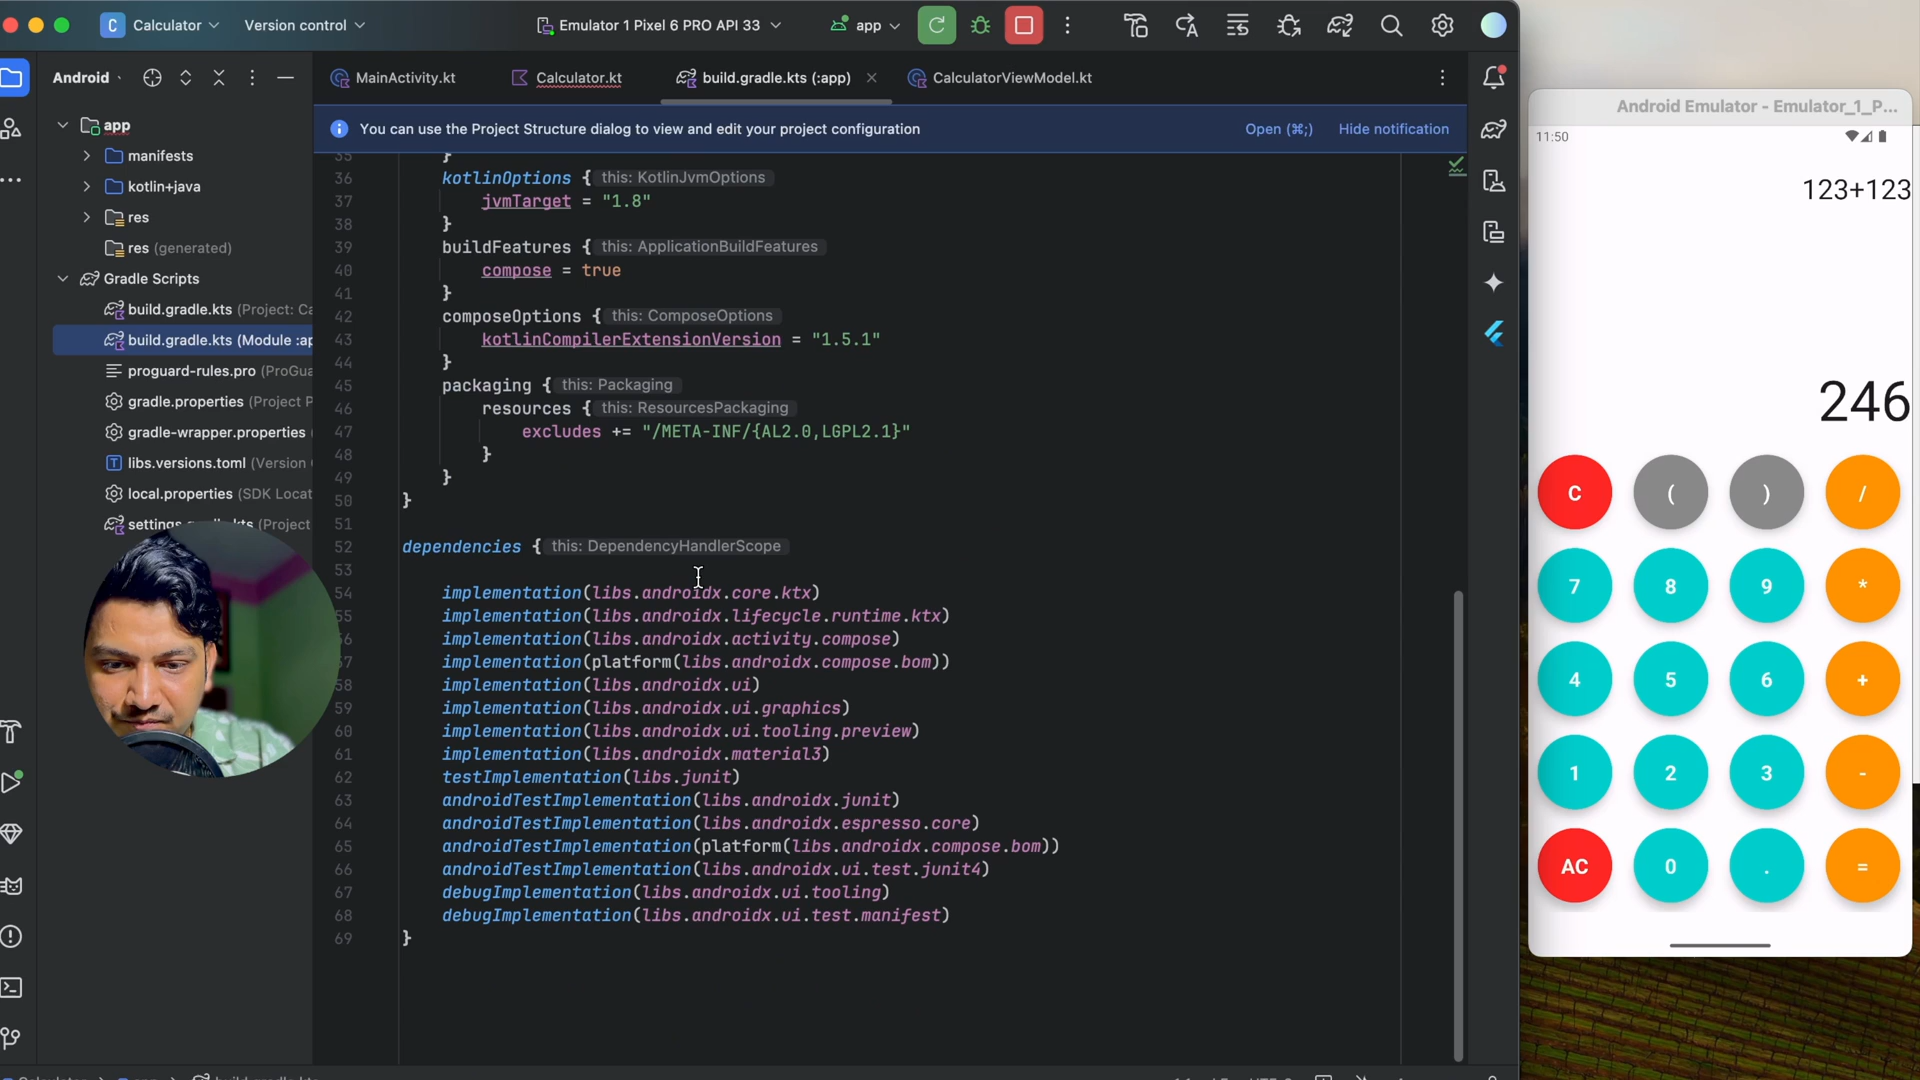 C Calculator Version control Emulator 1 Pixel 6 PRO API 33 app
Android
MainActivity.kt Calculator.kt build.gradle.kts (:app) CalculatorViewModel.kt
You can use the Project Structure dialog to view and edit your project configuration Open (⌘;) Hide notification
app
manifests
kotlin+java
res
res (generated)
Gradle Scripts
build.gradle.kts (Project: Ca
build.gradle.kts (Module :ap
proguard-rules.pro (ProGua
gradle.properties (Project P
gradle-wrapper.properties (
libs.versions.toml (Version
local.properties (SDK Locat
(Project
35 }
36 kotlinOptions { this: KotlinJvmOptions
37 jvmTarget = "1.8"
38 }
39 buildFeatures { this: ApplicationBuildFeatures
40 compose = true
41 }
42 composeOptions { this: ComposeOptions
43 kotlinCompilerExtensionVersion = "1.5.1"
44 }
45 packaging { this: Packaging
46 resources { this: ResourcesPackaging
47 excludes += "/META-INF/{AL2.0,LGPL2.1}"
48 }
49 }
50 }
51
52 dependencies { this: DependencyHandlerScope
53
54 implementation(libs.androidx.core.ktx)
55 implementation(libs.androidx.lifecycle.runtime.ktx)
56 implementation(libs.androidx.activity.compose)
57 implementation(platform(libs.androidx.compose.bom))
58 implementation(libs.androidx.ui)
59 implementation(libs.androidx.ui.graphics)
60 implementation(libs.androidx.ui.tooling.preview)
61 implementation(libs.androidx.material3)
62 testImplementation(libs.junit)
63 androidTestImplementation(libs.androidx.junit)
64 androidTestImplementation(libs.androidx.espresso.core)
65 androidTestImplementation(platform(libs.androidx.compose.bom))
66 androidTestImplementation(libs.androidx.ui.test.junit4)
67 debugImplementation(libs.androidx.ui.tooling)
68 debugImplementation(libs.androidx.ui.test.manifest)
69 }
Android Emulator - Emulator_1_P...
11:50
123+123
246
C ( ) /
7 8 9 *
4 5 6 +
1 2 3 -
AC 0 . =